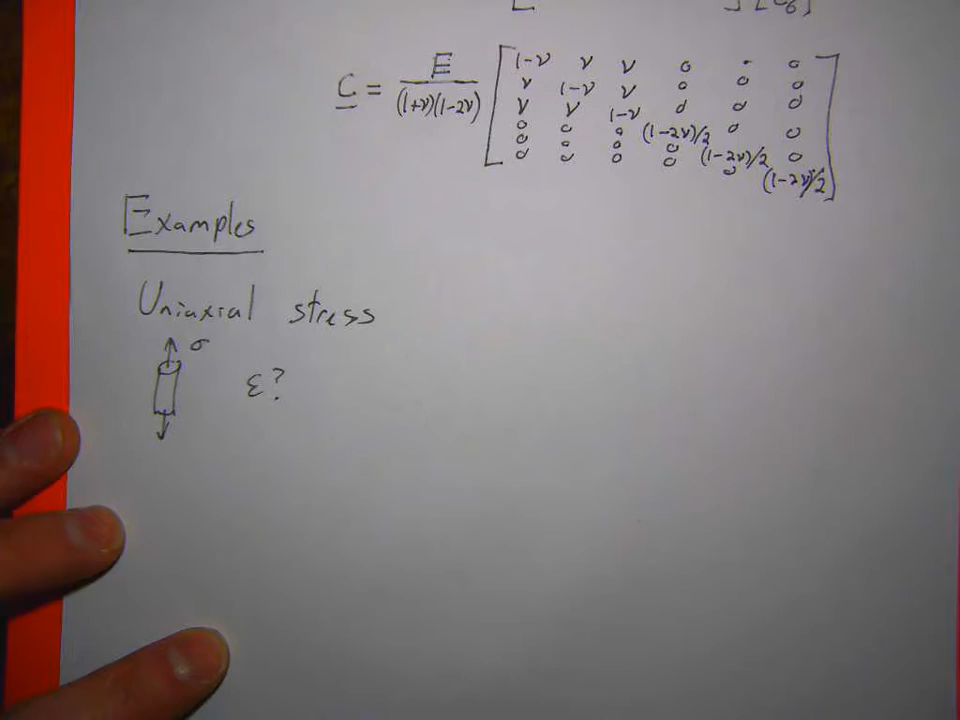 C = E / (1+ν)(1-2ν) [ 1-ν ν ν 0 0 0
ν 1-ν ν 0 0 0
ν ν 1-ν 0 0 0
0 0 0 (1-2ν)/2 0 0
0 0 0 0 (1-2ν)/2 0
0 0 0 0 0 (1-2ν)/2 ]
Examples
Uniaxial stress
σ
ε?